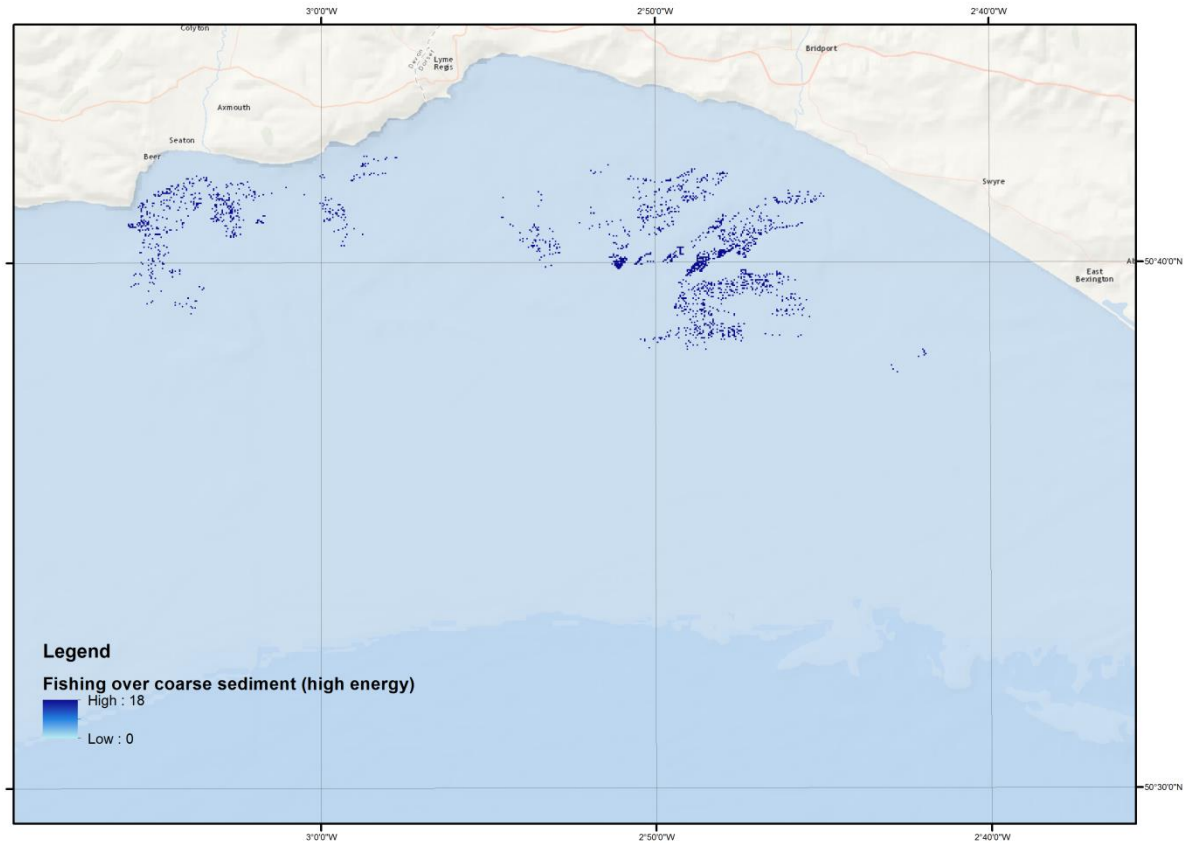 3°0'0"W
2°50'0"W
2°40'0"W
Colyton
Devon
Dorset
Lyme
Regis
Bridport
Axmouth
Seaton
Beer
Swyre
50°40'0"N
East
Bexington
Legend
Fishing over coarse sediment (high energy)
High : 18
Low : 0
50°30'0"N
3°0'0"W
2°50'0"W
2°40'0"W